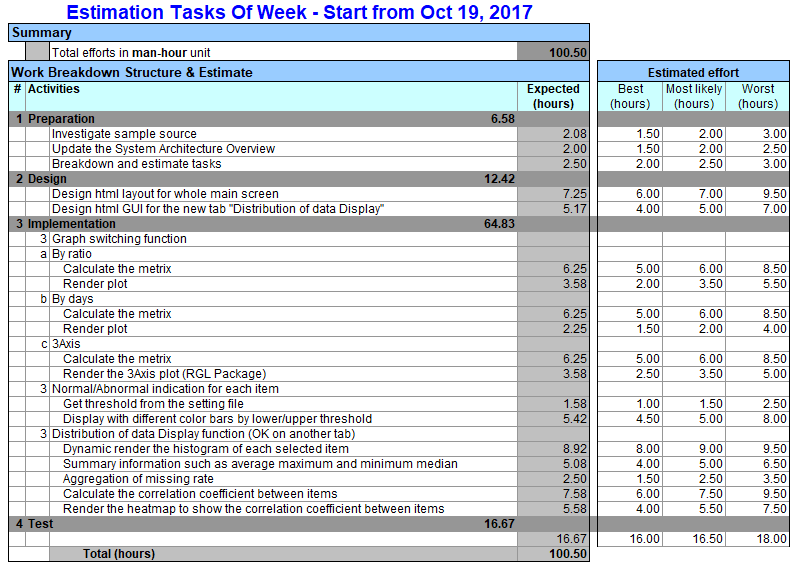 Estimation Tasks Of Week - Start from Oct 19, 2017
Summary
Total efforts in man-hour unit 100.50
Work Breakdown Structure & Estimate Estimated effort
# Activities Expected Best Most likely Worst
(hours) (hours) (hours) (hours)
1 Preparation 6.58
Investigate sample source 2.08 1.50 2.00 3.00
Update the System Architecture Overview 2.00 1.50 2.00 2.50
Breakdown and estimate tasks 2.50 2.00 2.50 3.00
2 Design 12.42
Design html layout for whole main screen 7.25 6.00 7.00 9.50
Design html GUI for the new tab "Distribution of data Display" 5.17 4.00 5.00 7.00
3 Implementation 64.83
3 Graph switching function
a By ratio
Calculate the metrix 6.25 5.00 6.00 8.50
Render plot 3.58 2.00 3.50 5.50
b By days
Calculate the metrix 6.25 5.00 6.00 8.50
Render plot 2.25 1.50 2.00 4.00
c 3Axis
Calculate the metrix 6.25 5.00 6.00 8.50
Render the 3Axis plot (RGL Package) 3.58 2.50 3.50 5.00
3 Normal/Abnormal indication for each item
Get threshold from the setting file 1.58 1.00 1.50 2.50
Display with different color bars by lower/upper threshold 5.42 4.50 5.00 8.00
3 Distribution of data Display function (OK on another tab)
Dynamic render the histogram of each selected item 8.92 8.00 9.00 9.50
Summary information such as average maximum and minimum median 5.08 4.00 5.00 6.50
Aggregation of missing rate 2.50 1.50 2.50 3.50
Calculate the correlation coefficient between items 7.58 6.00 7.50 9.50
Render the heatmap to show the correlation coefficient between items 5.58 4.00 5.50 7.50
4 Test 16.67
16.67 16.00 16.50 18.00
Total (hours) 100.50